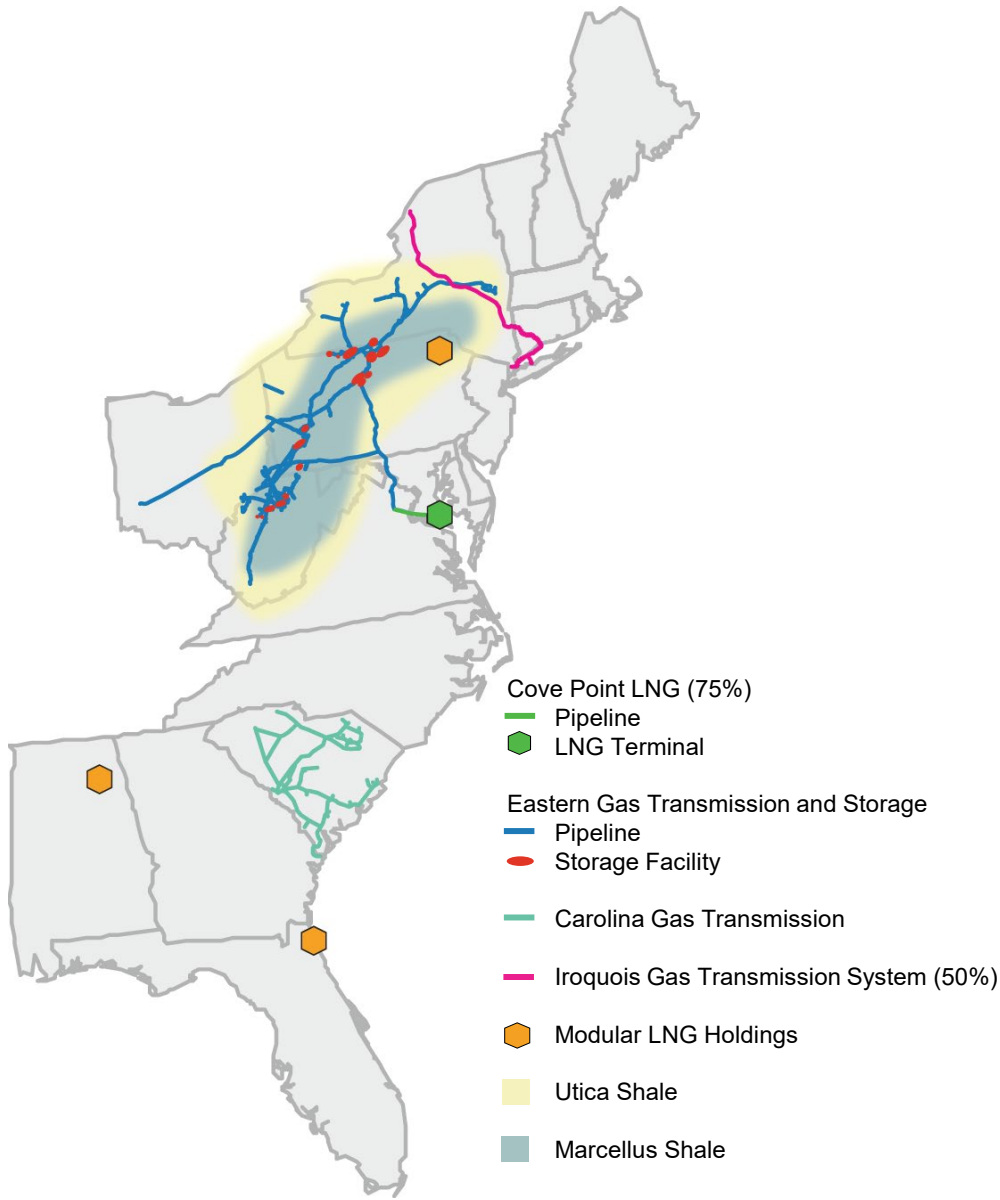 Cove Point LNG (75%)
Pipeline
LNG Terminal
Eastern Gas Transmission and Storage
Pipeline
Storage Facility
Carolina Gas Transmission
Iroquois Gas Transmission System (50%)
Modular LNG Holdings
Utica Shale
Marcellus Shale